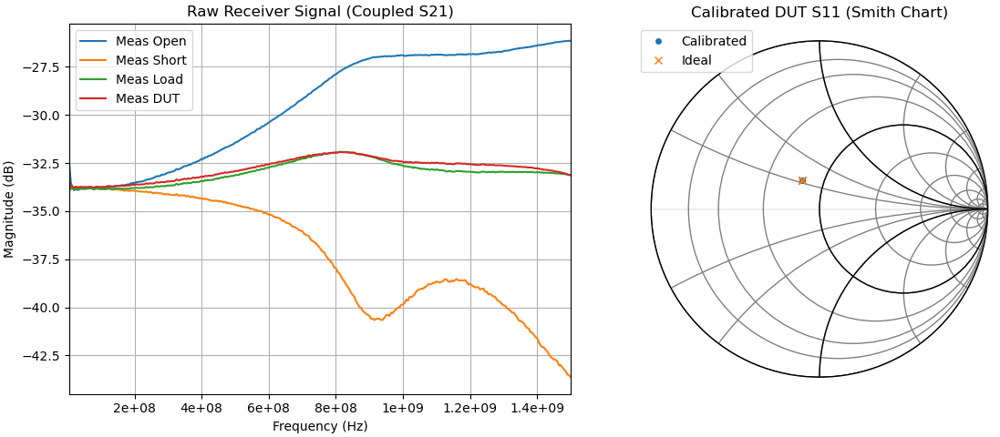 Raw Receiver Signal (Coupled S21)
Meas Open
Meas Short
Meas Load
Meas DUT
−27.5
−30.0
−32.5
−35.0
−37.5
−40.0
−42.5
Magnitude (dB)
2e+08
4e+08
6e+08
8e+08
1e+09
1.2e+09
1.4e+09
Frequency (Hz)
Calibrated DUT S11 (Smith Chart)
Calibrated
Ideal